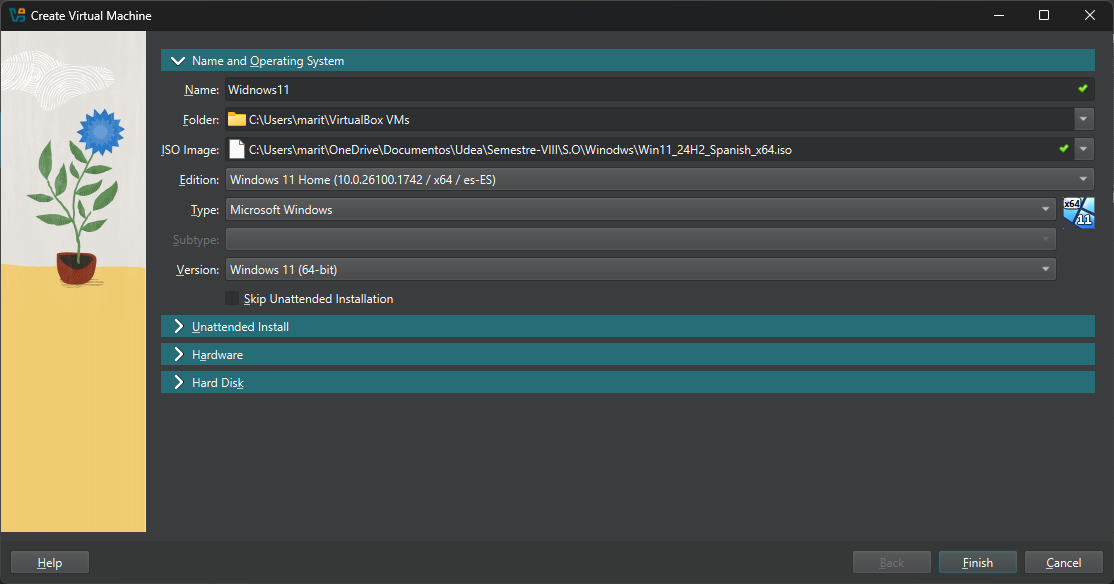 Create Virtual Machine
Name and Operating System
Name: Widnows11
Folder: C:\Users\marit\VirtualBox VMs
ISO Image: C:\Users\marit\OneDrive\Documentos\Udea\Semestre-VIII\S.O\Winodws\Win11_24H2_Spanish_x64.iso
Edition: Windows 11 Home (10.0.26100.1742 / x64 / es-ES)
Type: Microsoft Windows
x64
11
Subtype:
Version: Windows 11 (64-bit)
Skip Unattended Installation
Unattended Install
Hardware
Hard Disk
Help Back Finish Cancel